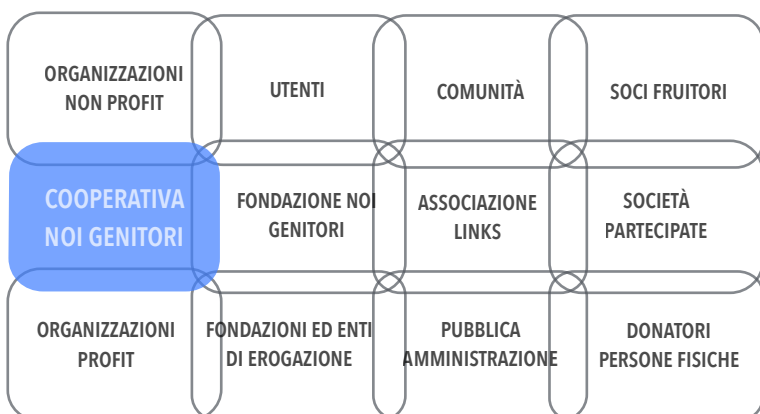 ORGANIZZAZIONI
NON PROFIT
UTENTI
COMUNITÀ
SOCI FRUITORI
COOPERATIVA
NOI GENITORI
FONDAZIONE NOI
GENITORI
ASSOCIAZIONE
LINKS
SOCIETÀ
PARTECIPATE
ORGANIZZAZIONI
PROFIT
FONDAZIONI ED ENTI
DI EROGAZIONE
PUBBLICA
AMMINISTRAZIONE
DONATORI
PERSONE FISICHE